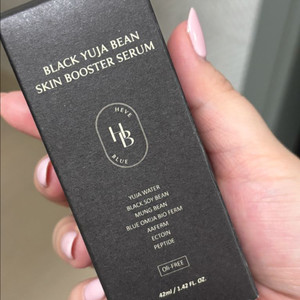 BLACK YUJA BEAN
SKIN BOOSTER SERUM
HEVE
HB
BLUE
YUJA WATER
BLACK SOY BEAN
MUNG BEAN
BLUE OMIJA BIO FERM
AAFERM
ECTOIN
PEPTIDE
Oil-FREE
42ml / 1.42 FL. OZ.